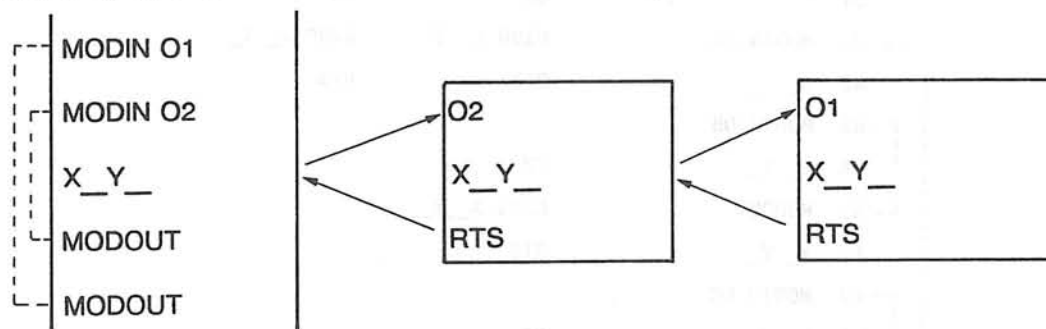 MODIN O1
MODIN O2
X__Y__
MODOUT
MODOUT
O2
X__Y__
RTS
O1
X__Y__
RTS